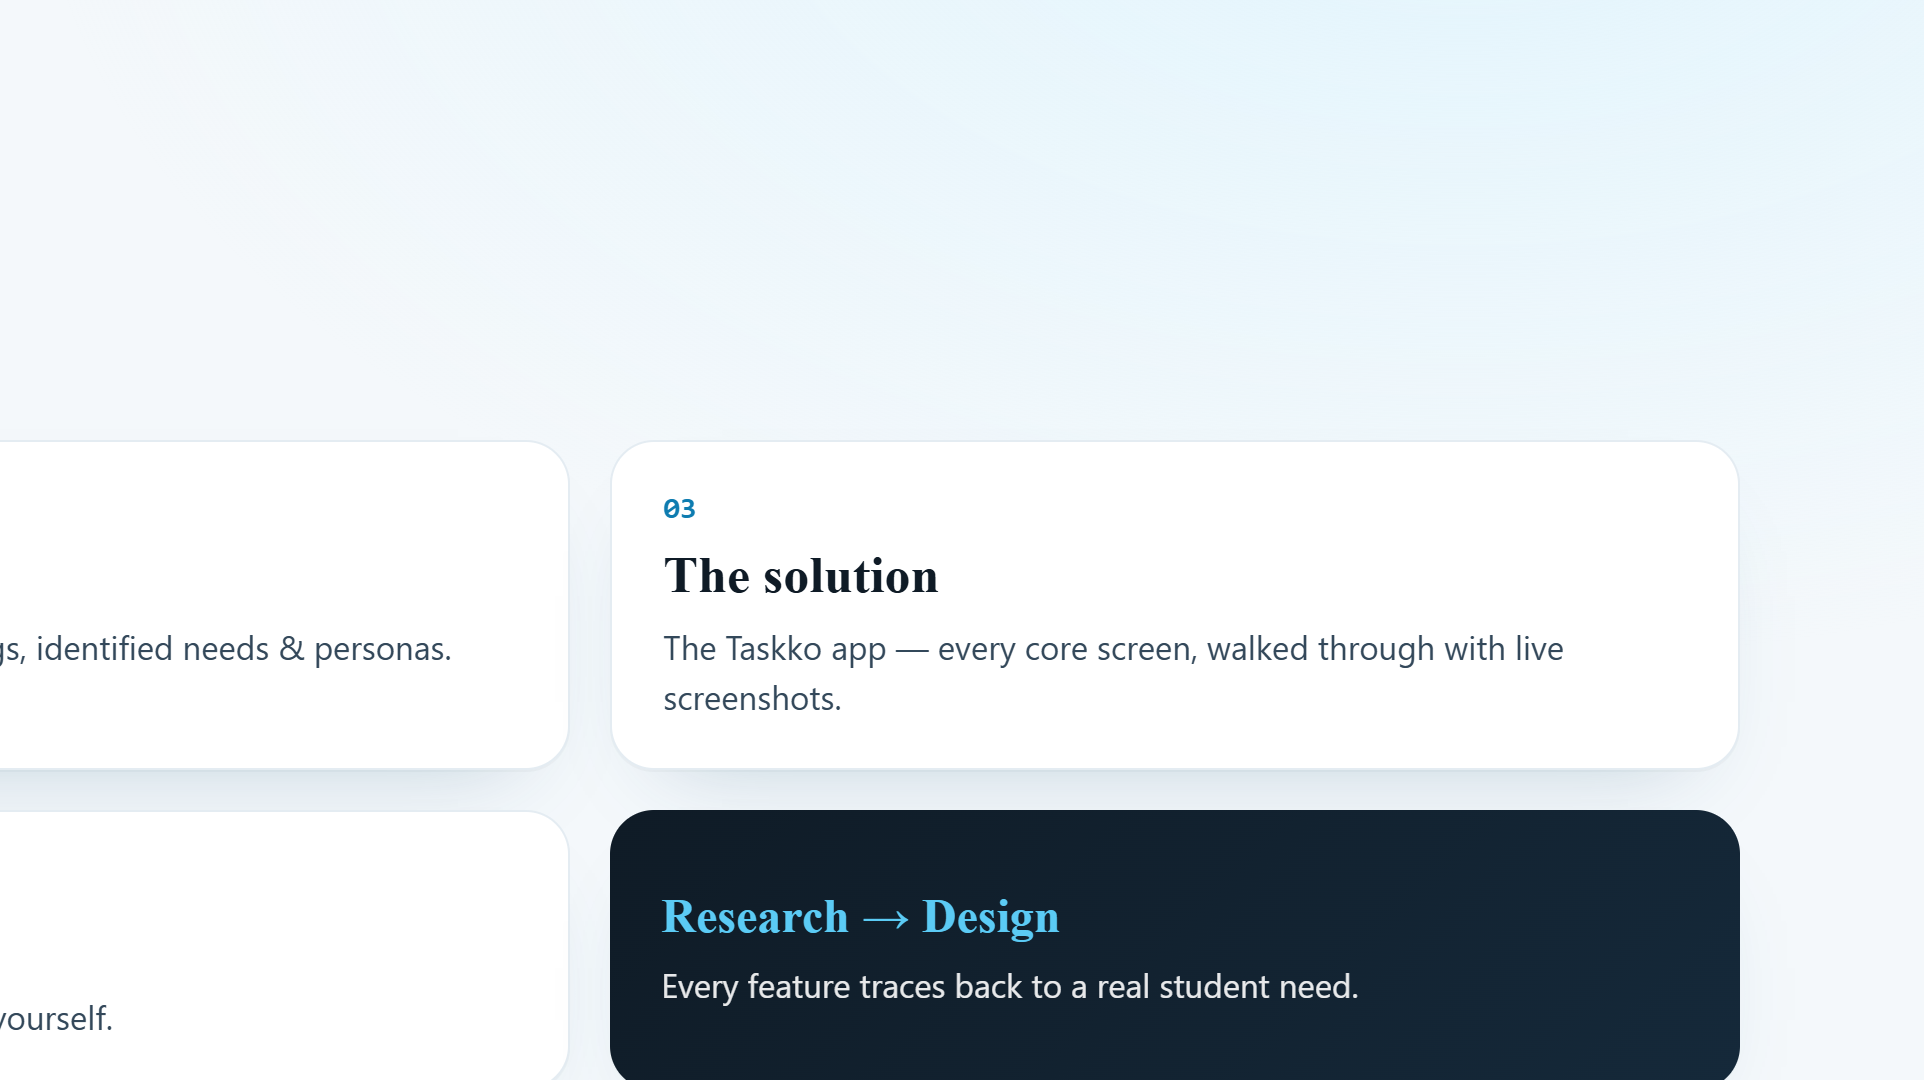 03
The solution
identified needs & personas.
The Taskko app — every core screen, walked through with live
screenshots.
Research → Design
Every feature traces back to a real student need.
yourself.